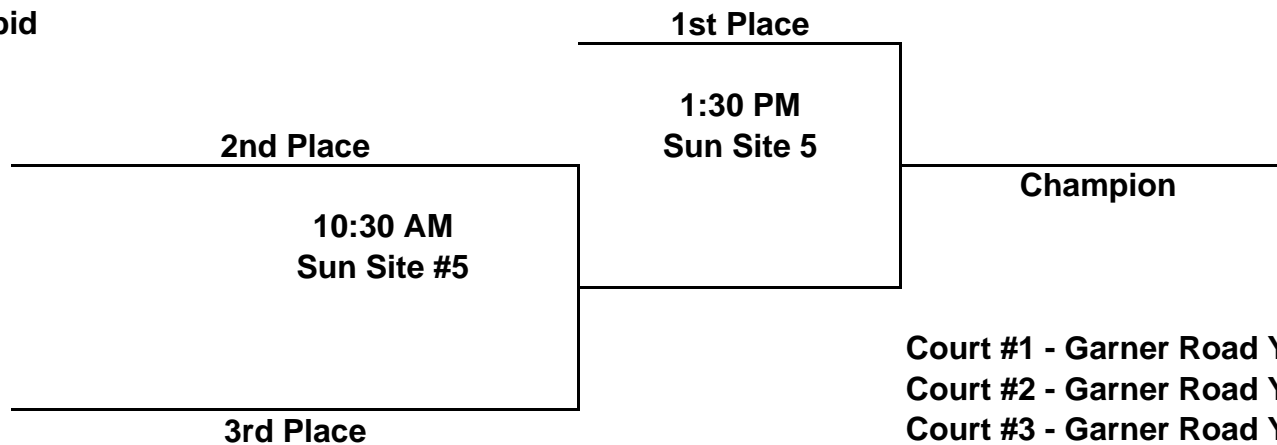 1st Place
1:30 PM
Sun Site 5
2nd Place
Champion
10:30 AM
Sun Site #5
Court #1 - Garner Road
Court #2 - Garner Road
3rd Place
Court #3 - Garner Road